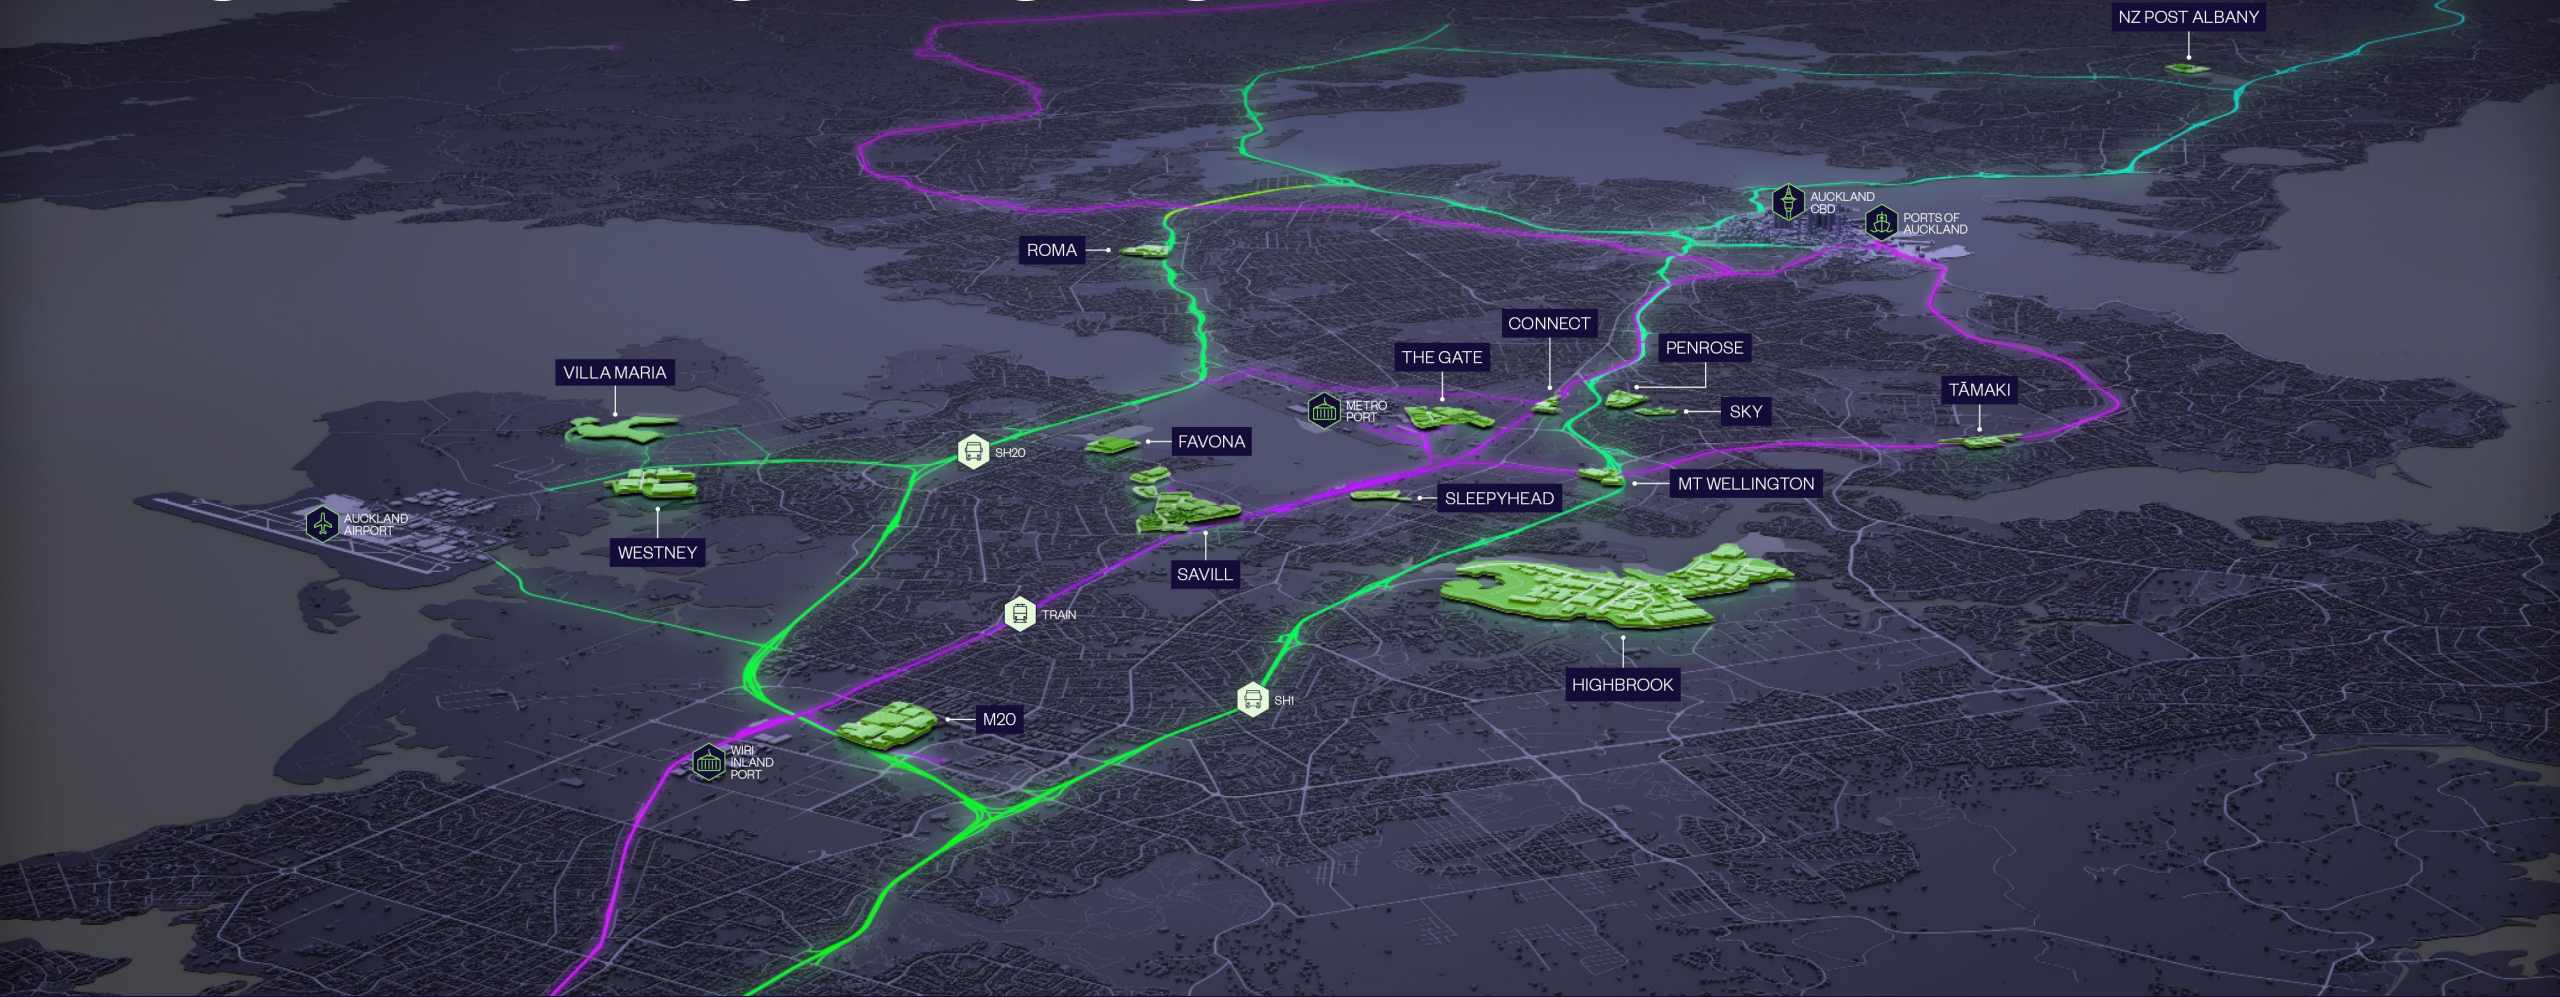 NZ POST ALBANY
AUCKLAND
CBD
PORTS OF
AUCKLAND
ROMA
CONNECT
PENROSE
THE GATE
VILLA MARIA
TĀMAKI
METRO
PORT
SKY
FAVONA
SH20
MT WELLINGTON
SLEEPYHEAD
AUCKLAND
AIRPORT
WESTNEY
SAVILL
TRAIN
HIGHBROOK
SH1
M20
WIRI
INLAND
PORT